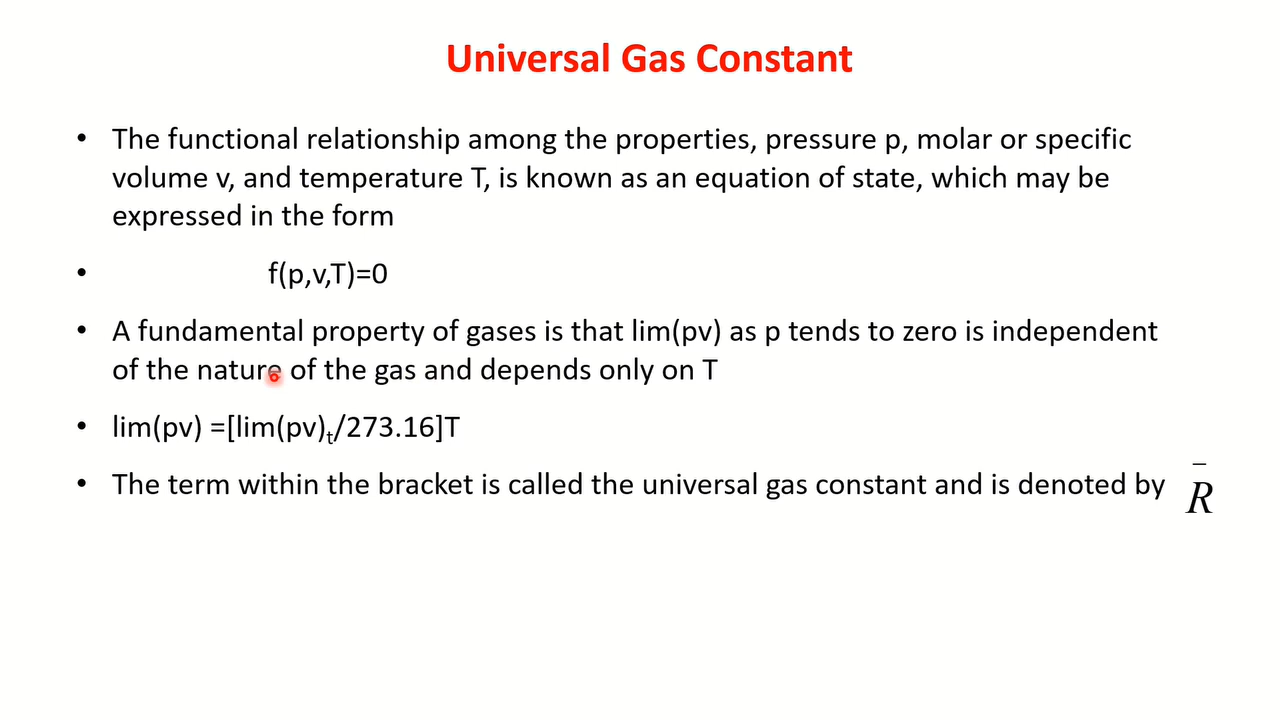 Universal Gas Constant
• The functional relationship among the properties, pressure p, molar or specific
volume v, and temperature T, is known as an equation of state, which may be
expressed in the form
• f(p,v,T)=0
• A fundamental property of gases is that lim(pv) as p tends to zero is independent
of the nature of the gas and depends only on T
• lim(pv) =[lim(pv)ₜ/273.16]T
• The term within the bracket is called the universal gas constant and is denoted by R̅